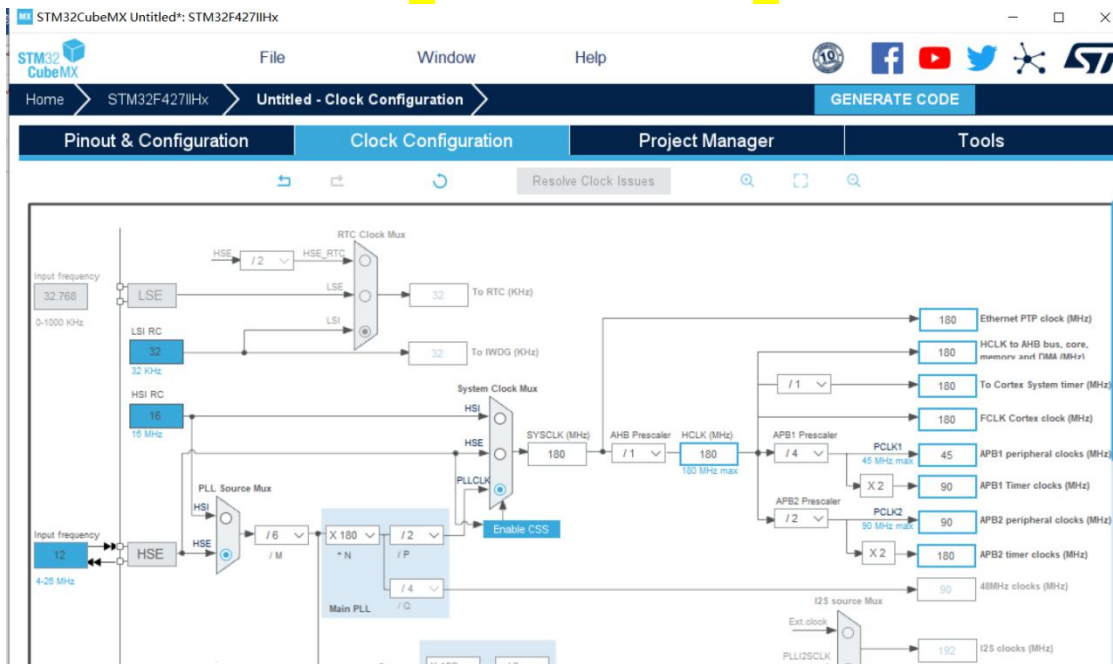 STM32CubeMX Untitled*: STM32F427IIHx
STM32 CubeMX
File
Window
Help
10
Home
STM32F427IIHx
Untitled - Clock Configuration
GENERATE CODE
Pinout & Configuration
Clock Configuration
Project Manager
Tools
Resolve Clock Issues
RTC Clock Mux
HSE
/ 2
HSE_RTC
Input frequency
32.768
0-1000 KHz
LSE
LSE
32
To RTC (KHz)
LSI RC
LSI
32
32 KHz
32
To IWDG (KHz)
HSI RC
16
16 MHz
System Clock Mux
HSI
HSE
PLLCLK
SYSCLK (MHz)
180
AHB Prescaler
/ 1
HCLK (MHz)
180
180 MHz max
Enable CSS
180
Ethernet PTP clock (MHz)
180
HCLK to AHB bus, core,
memory and DMA (MHz)
/ 1
180
To Cortex System timer (MHz)
180
FCLK Cortex clock (MHz)
APB1 Prescaler
/ 4
PCLK1
45 MHz max
45
APB1 peripheral clocks (MHz)
X 2
90
APB1 Timer clocks (MHz)
APB2 Prescaler
/ 2
PCLK2
90 MHz max
90
APB2 peripheral clocks (MHz)
X 2
180
APB2 timer clocks (MHz)
PLL Source Mux
HSI
HSE
Input frequency
12
4-26 MHz
HSE
/ 6
/ M
X 180
* N
/ 2
/ P
/ 4
/ Q
Main PLL
90
48MHz clocks (MHz)
I2S source Mux
Ext.clock
PLLI2SCLK
192
I2S clocks (MHz)